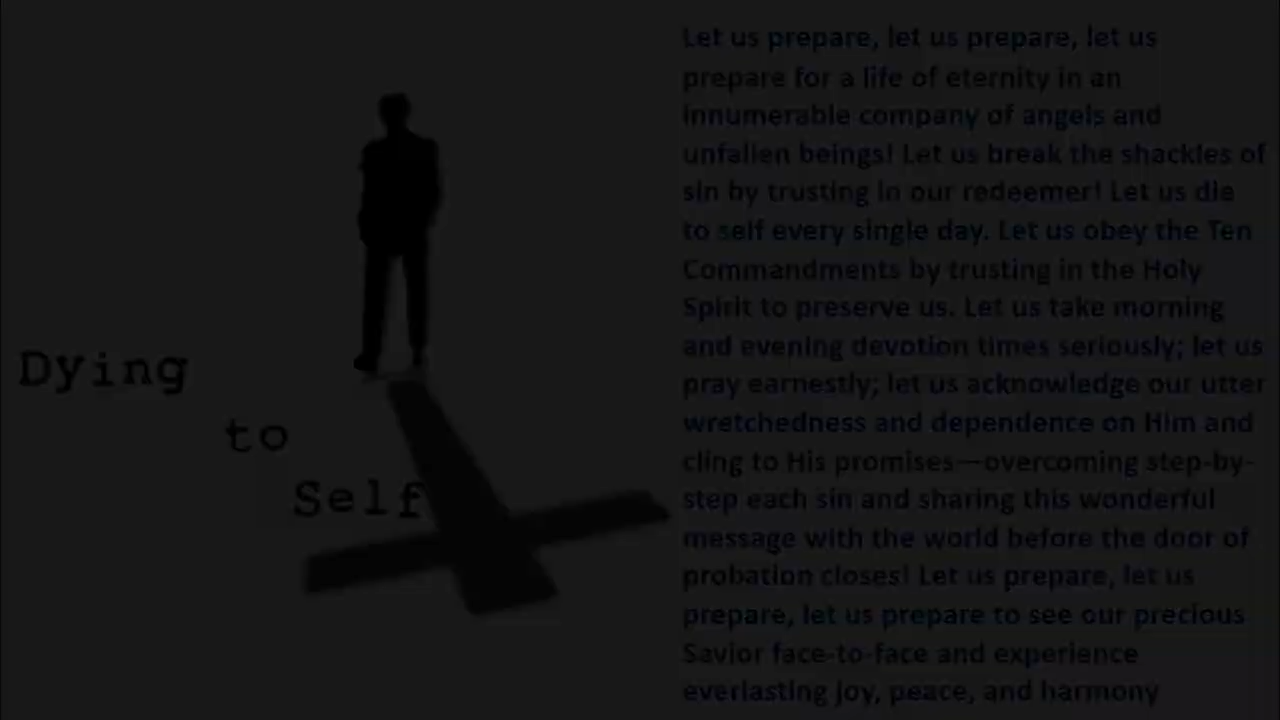 Dying
to
Self
Let us prepare, let us prepare, let us
prepare for a life of eternity in an
innumerable company of angels and
unfallen beings! Let us break the shackles of
sin by trusting in our redeemer! Let us die
to self every single day. Let us obey the Ten
Commandments by trusting in the Holy
Spirit to preserve us. Let us take morning
and evening devotion times seriously; let us
pray earnestly; let us acknowledge our utter
wretchedness and dependence on Him and
cling to His promises—overcoming step-by-
step each sin and sharing this wonderful
message with the world before the door of
probation closes! Let us prepare, let us
prepare, let us prepare to see our precious
Savior face-to-face and experience
everlasting joy, peace, and harmony